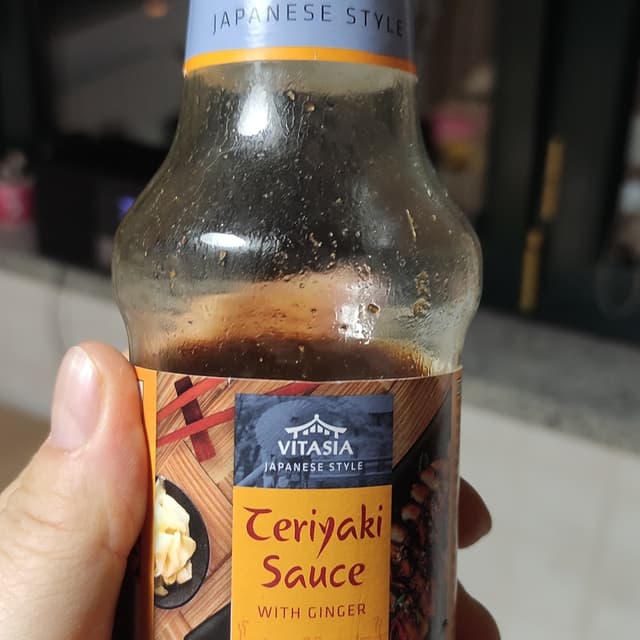 JAPANESE STYLE
VITASIA
JAPANESE STYLE
Teriyaki
Sauce
WITH GINGER